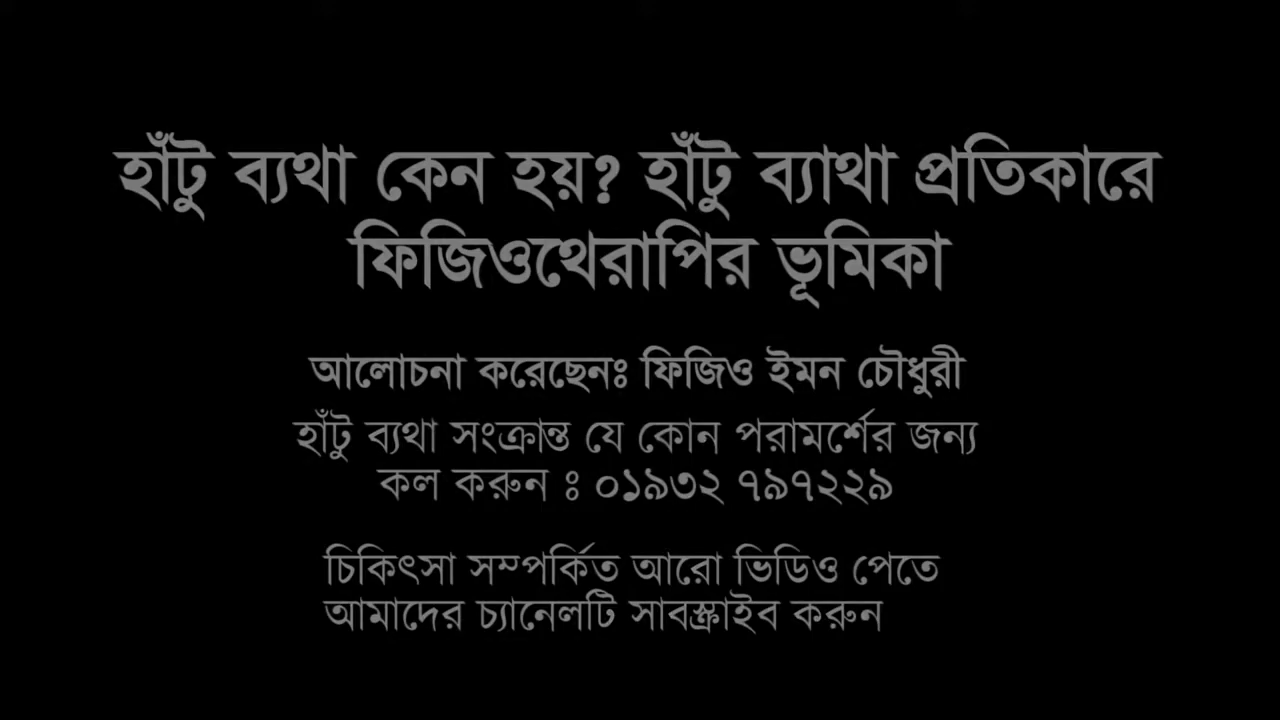 হাঁটু ব্যথা কেন হয়? হাঁটু ব্যাথা প্রতিকারে
ফিজিওথেরাপির ভূমিকা
আলোচনা করেছেনঃ ফিজিও ইমন চৌধুরী
হাঁটু ব্যথা সংক্রান্ত যে কোন পরামর্শের জন্য
কল করুন ঃ ০১৯৩২ ৭৯৭২২৯
চিকিৎসা সম্পর্কিত আরো ভিডিও পেতে
আমাদের চ্যানেলটি সাবস্ক্রাইব করুন